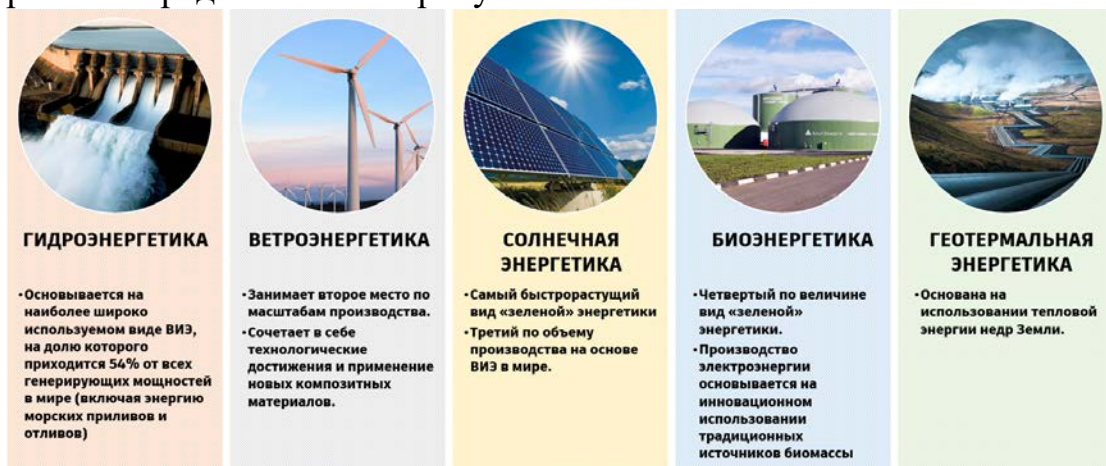 ГИДРОЭНЕРГЕТИКА
•Основывается на
наиболее широко
используемом виде ВИЭ,
на долю которого
приходится 54% от всех
генерирующих мощностей
в мире (включая энергию
морских приливов и
отливов)
ВЕТРОЭНЕРГЕТИКА
•Занимает второе место по
масштабам производства.
•Сочетает в себе
технологические
достижения и применение
новых композитных
материалов.
СОЛНЕЧНАЯ
ЭНЕРГЕТИКА
•Самый быстрорастущий
вид «зеленой» энергетики
•Третий по объему
производства на основе
ВИЭ в мире.
БИОЭНЕРГЕТИКА
•Четвертый по величине
вид «зеленой»
энергетики.
•Производство
электроэнергии
основывается на
инновационном
использовании
традиционных
источников биомассы
ГЕОТЕРМАЛЬНАЯ
ЭНЕРГЕТИКА
•Основана на
использовании тепловой
энергии недр Земли.